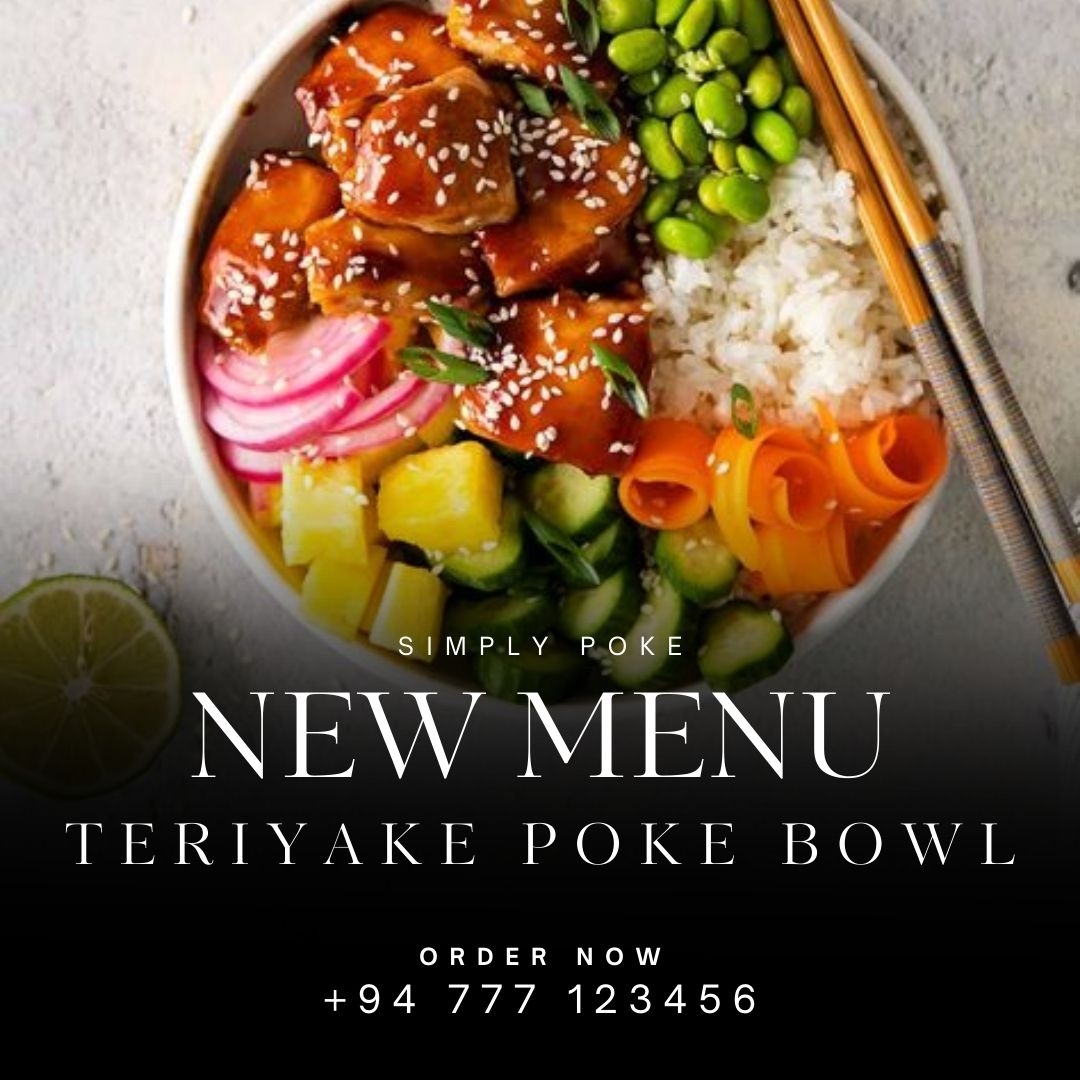 SIMPLY POKE
NEW MENU
TERIYAKE POKE BOWL
ORDER NOW
+94 777 123456